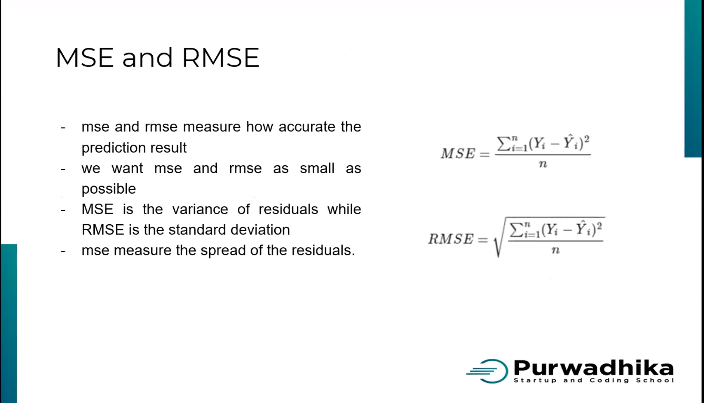 MSE and RMSE
- mse and rmse measure how accurate the
prediction result
- we want mse and rmse as small as
possible
- MSE is the variance of residuals while
RMSE is the standard deviation
- mse measure the spread of the residuals.
MSE = \frac{\sum_{i=1}^{n}(Y_i - \hat{Y}_i)^2}{n}
RMSE = \sqrt{\frac{\sum_{i=1}^{n}(Y_i - \hat{Y}_i)^2}{n}}
Purwadhika
Startup and Coding School